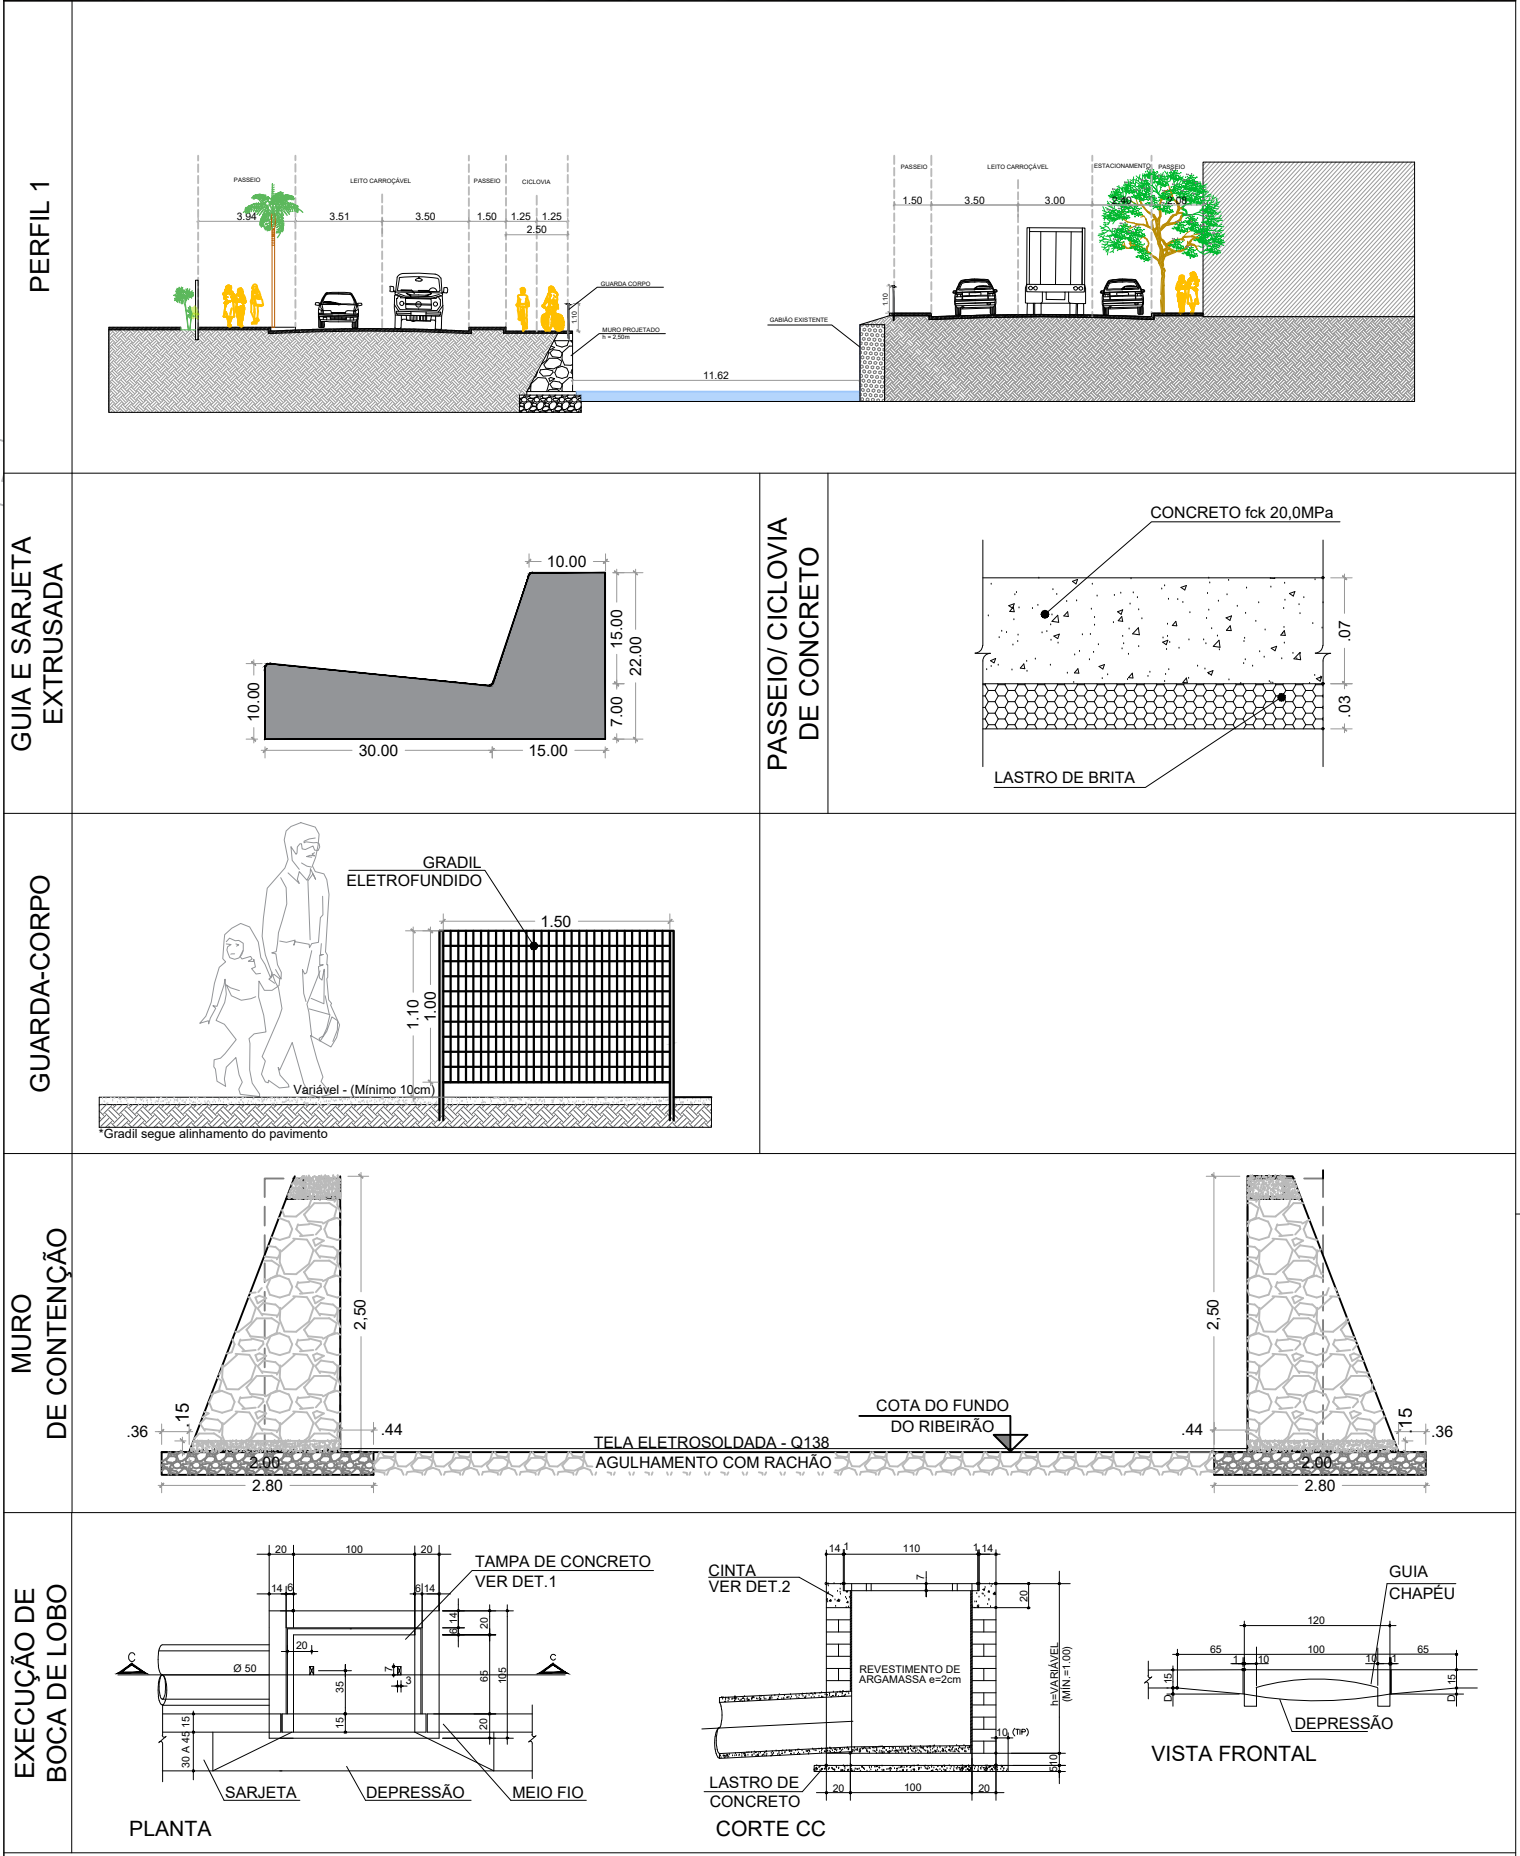 PERFIL 1
PASSEIO
LEITO CARROÇÁVEL
PASSEIO
CICLOVIA
3.94
3.51
3.50
1.50
1.25
1.25
2.50
GUARDA CORPO
1.10
MURO PROJETADO
h = 2,50m
11.62
GABIÃO EXISTENTE
1.10
PASSEIO
LEITO CARROÇÁVEL
ESTACIONAMENTO
PASSEIO
1.50
3.50
3.00
2.40
2.00
GUIA E SARJETA
EXTRUSADA
10.00
15.00
22.00
7.00
10.00
30.00
15.00
PASSEIO/ CICLOVIA
DE CONCRETO
CONCRETO fck 20,0MPa
.07
.03
LASTRO DE BRITA
GUARDA-CORPO
GRADIL
ELETROFUNDIDO
1.50
1.10
1.00
Variável - (Mínimo 10cm)
*Gradil segue alinhamento do pavimento
MURO
DE CONTENÇÃO
2,50
.36
.15
.44
2.00
2.80
TELA ELETROSOLDADA - Q138
AGULHAMENTO COM RACHÃO
COTA DO FUNDO
DO RIBEIRÃO
2,50
.44
.15
.36
2.00
2.80
EXECUÇÃO DE
BOCA DE LOBO
20
100
20
14
6
6
14
TAMPA DE CONCRETO
VER DET.1
14
6
20
20
C
Ø 50
7
3
35
65
105
C
15
20
15
30 A 45
SARJETA
DEPRESSÃO
MEIO FIO
PLANTA
14
1
110
1
14
CINTA
VER DET.2
7
20
REVESTIMENTO DE
ARGAMASSA e=2cm
h=VARIÁVEL
(MÍN.=1.00)
10 (TIP)
10
5
LASTRO DE
CONCRETO
20
100
20
CORTE CC
GUIA
CHAPÉU
120
65
100
65
1
10
10
1
15
D
15
D
DEPRESSÃO
VISTA FRONTAL